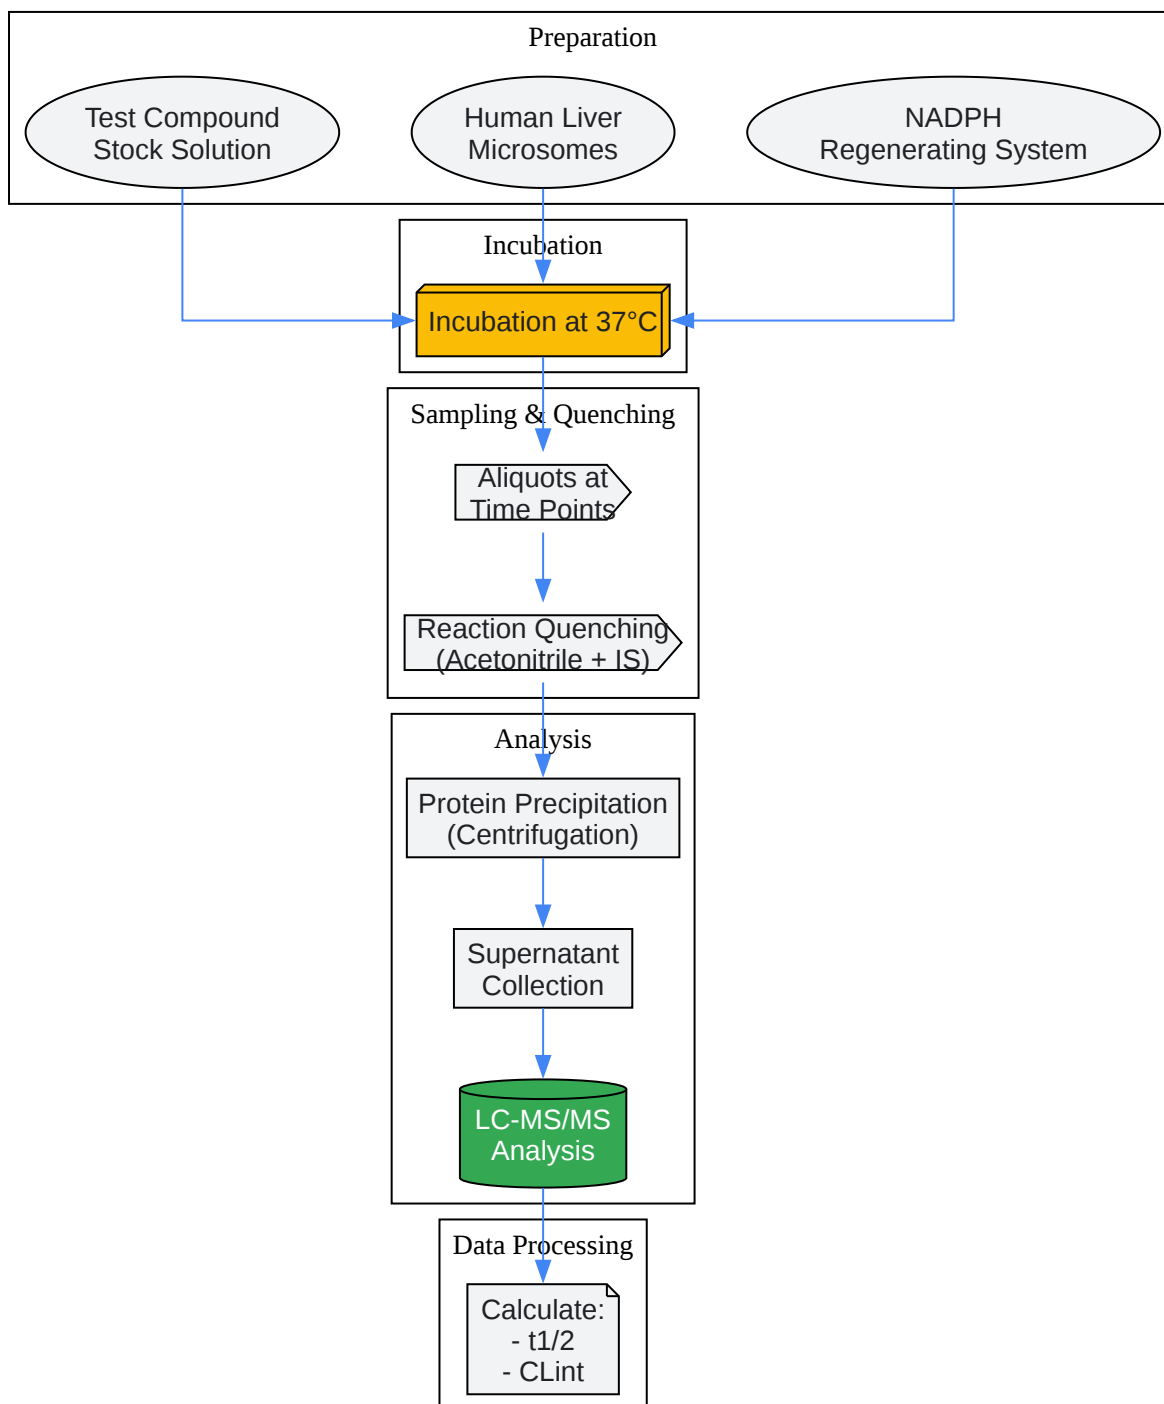 Preparation
Test Compound
Stock Solution
Human Liver
Microsomes
NADPH
Regenerating System
Incubation
Incubation at 37°C
Sampling & Quenching
Aliquots at
Time Points
Reaction Quenching
(Acetonitrile + IS)
Analysis
Protein Precipitation
(Centrifugation)
Supernatant
Collection
LC-MS/MS
Analysis
Data Processing
Calculate:
- t1/2
- CLint